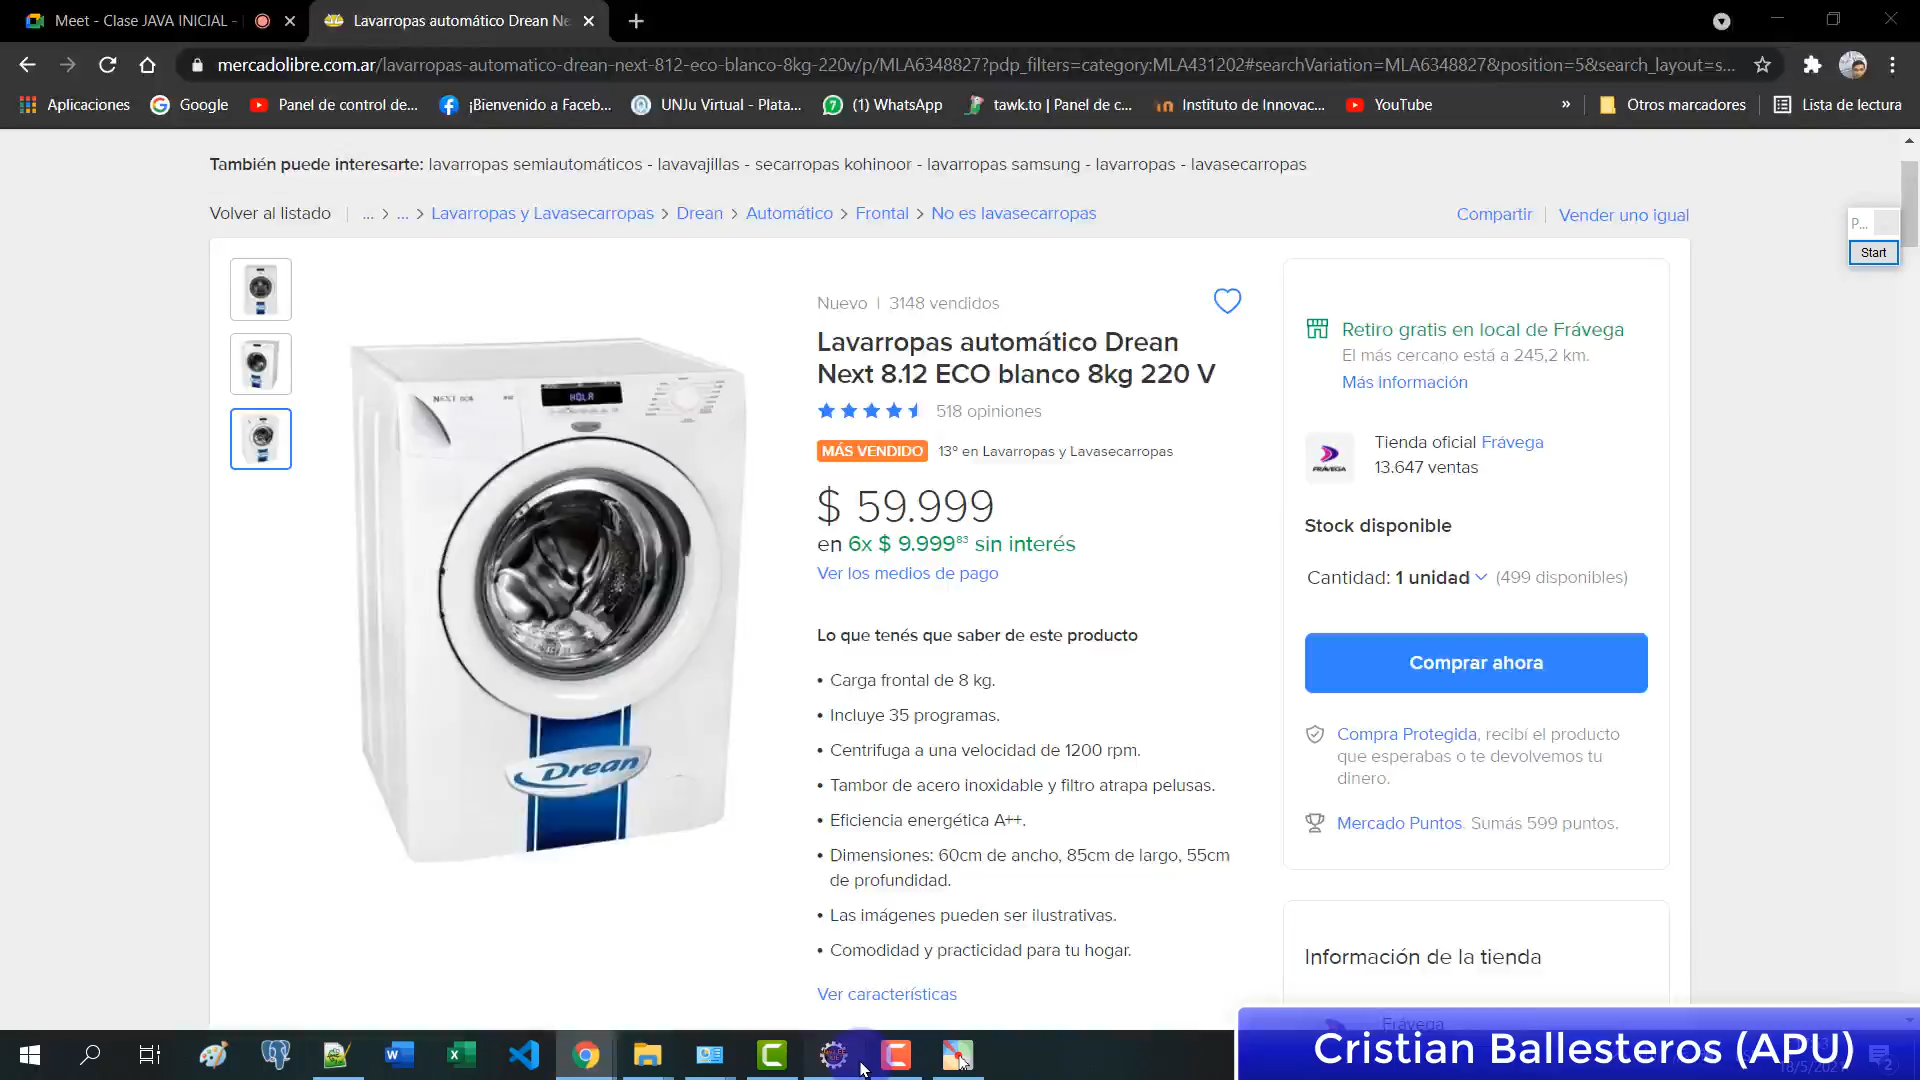 Meet - Clase JAVA INICIAL -
Lavarropas automático Drean Ne
mercadolibre.com.ar/lavarropas-automatico-drean-next-812-eco-blanco-8kg-220v/p/MLA6348827?pdp_filters=category:MLA431202#searchVariation=MLA6348827&position=5&search_layout=s...
Aplicaciones
Google
Panel de control de...
¡Bienvenido a Faceb...
UNJu Virtual - Plata...
(1) WhatsApp
tawk.to | Panel de c...
Instituto de Innovac...
YouTube
»
Otros marcadores
Lista de lectura
También puede interesarte: lavarropas semiautomáticos - lavavajillas - secarropas kohinoor - lavarropas samsung - lavarropas - lavasecarropas
Volver al listado | ... > ... > Lavarropas y Lavasecarropas > Drean > Automático > Frontal > No es lavasecarropas
Compartir | Vender uno igual
P...
Start
NEXT
HOLA
Drean
Nuevo | 3148 vendidos
Lavarropas automático Drean
Next 8.12 ECO blanco 8kg 220 V
518 opiniones
MÁS VENDIDO 13º en Lavarropas y Lavasecarropas
$ 59.999
en 6x $ 9.999⁸³ sin interés
Ver los medios de pago
Lo que tenés que saber de este producto
• Carga frontal de 8 kg.
• Incluye 35 programas.
• Centrifuga a una velocidad de 1200 rpm.
• Tambor de acero inoxidable y filtro atrapa pelusas.
• Eficiencia energética A++.
• Dimensiones: 60cm de ancho, 85cm de largo, 55cm
de profundidad.
• Las imágenes pueden ser ilustrativas.
• Comodidad y practicidad para tu hogar.
Ver características
Retiro gratis en local de Frávega
El más cercano está a 245,2 km.
Más información
FRÁVEGA
Tienda oficial Frávega
13.647 ventas
Stock disponible
Cantidad: 1 unidad (499 disponibles)
Comprar ahora
Compra Protegida, recibí el producto
que esperabas o te devolvemos tu
dinero.
Mercado Puntos. Sumás 599 puntos.
Información de la tienda
Frávega
Cristian Ballesteros (APU)